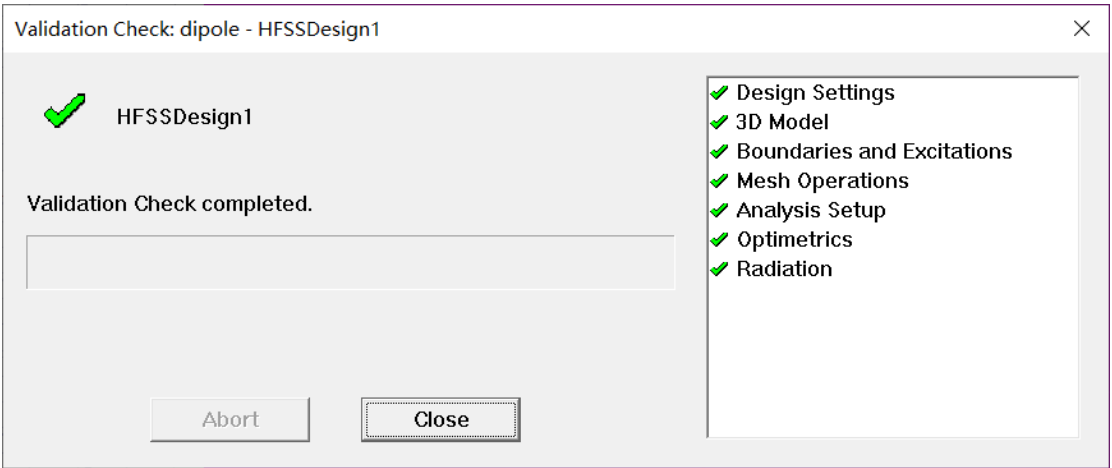 Validation Check: dipole - HFSSDesign1
HFSSDesign1
Validation Check completed.
Abort
Close
Design Settings
3D Model
Boundaries and Excitations
Mesh Operations
Analysis Setup
Optimetrics
Radiation